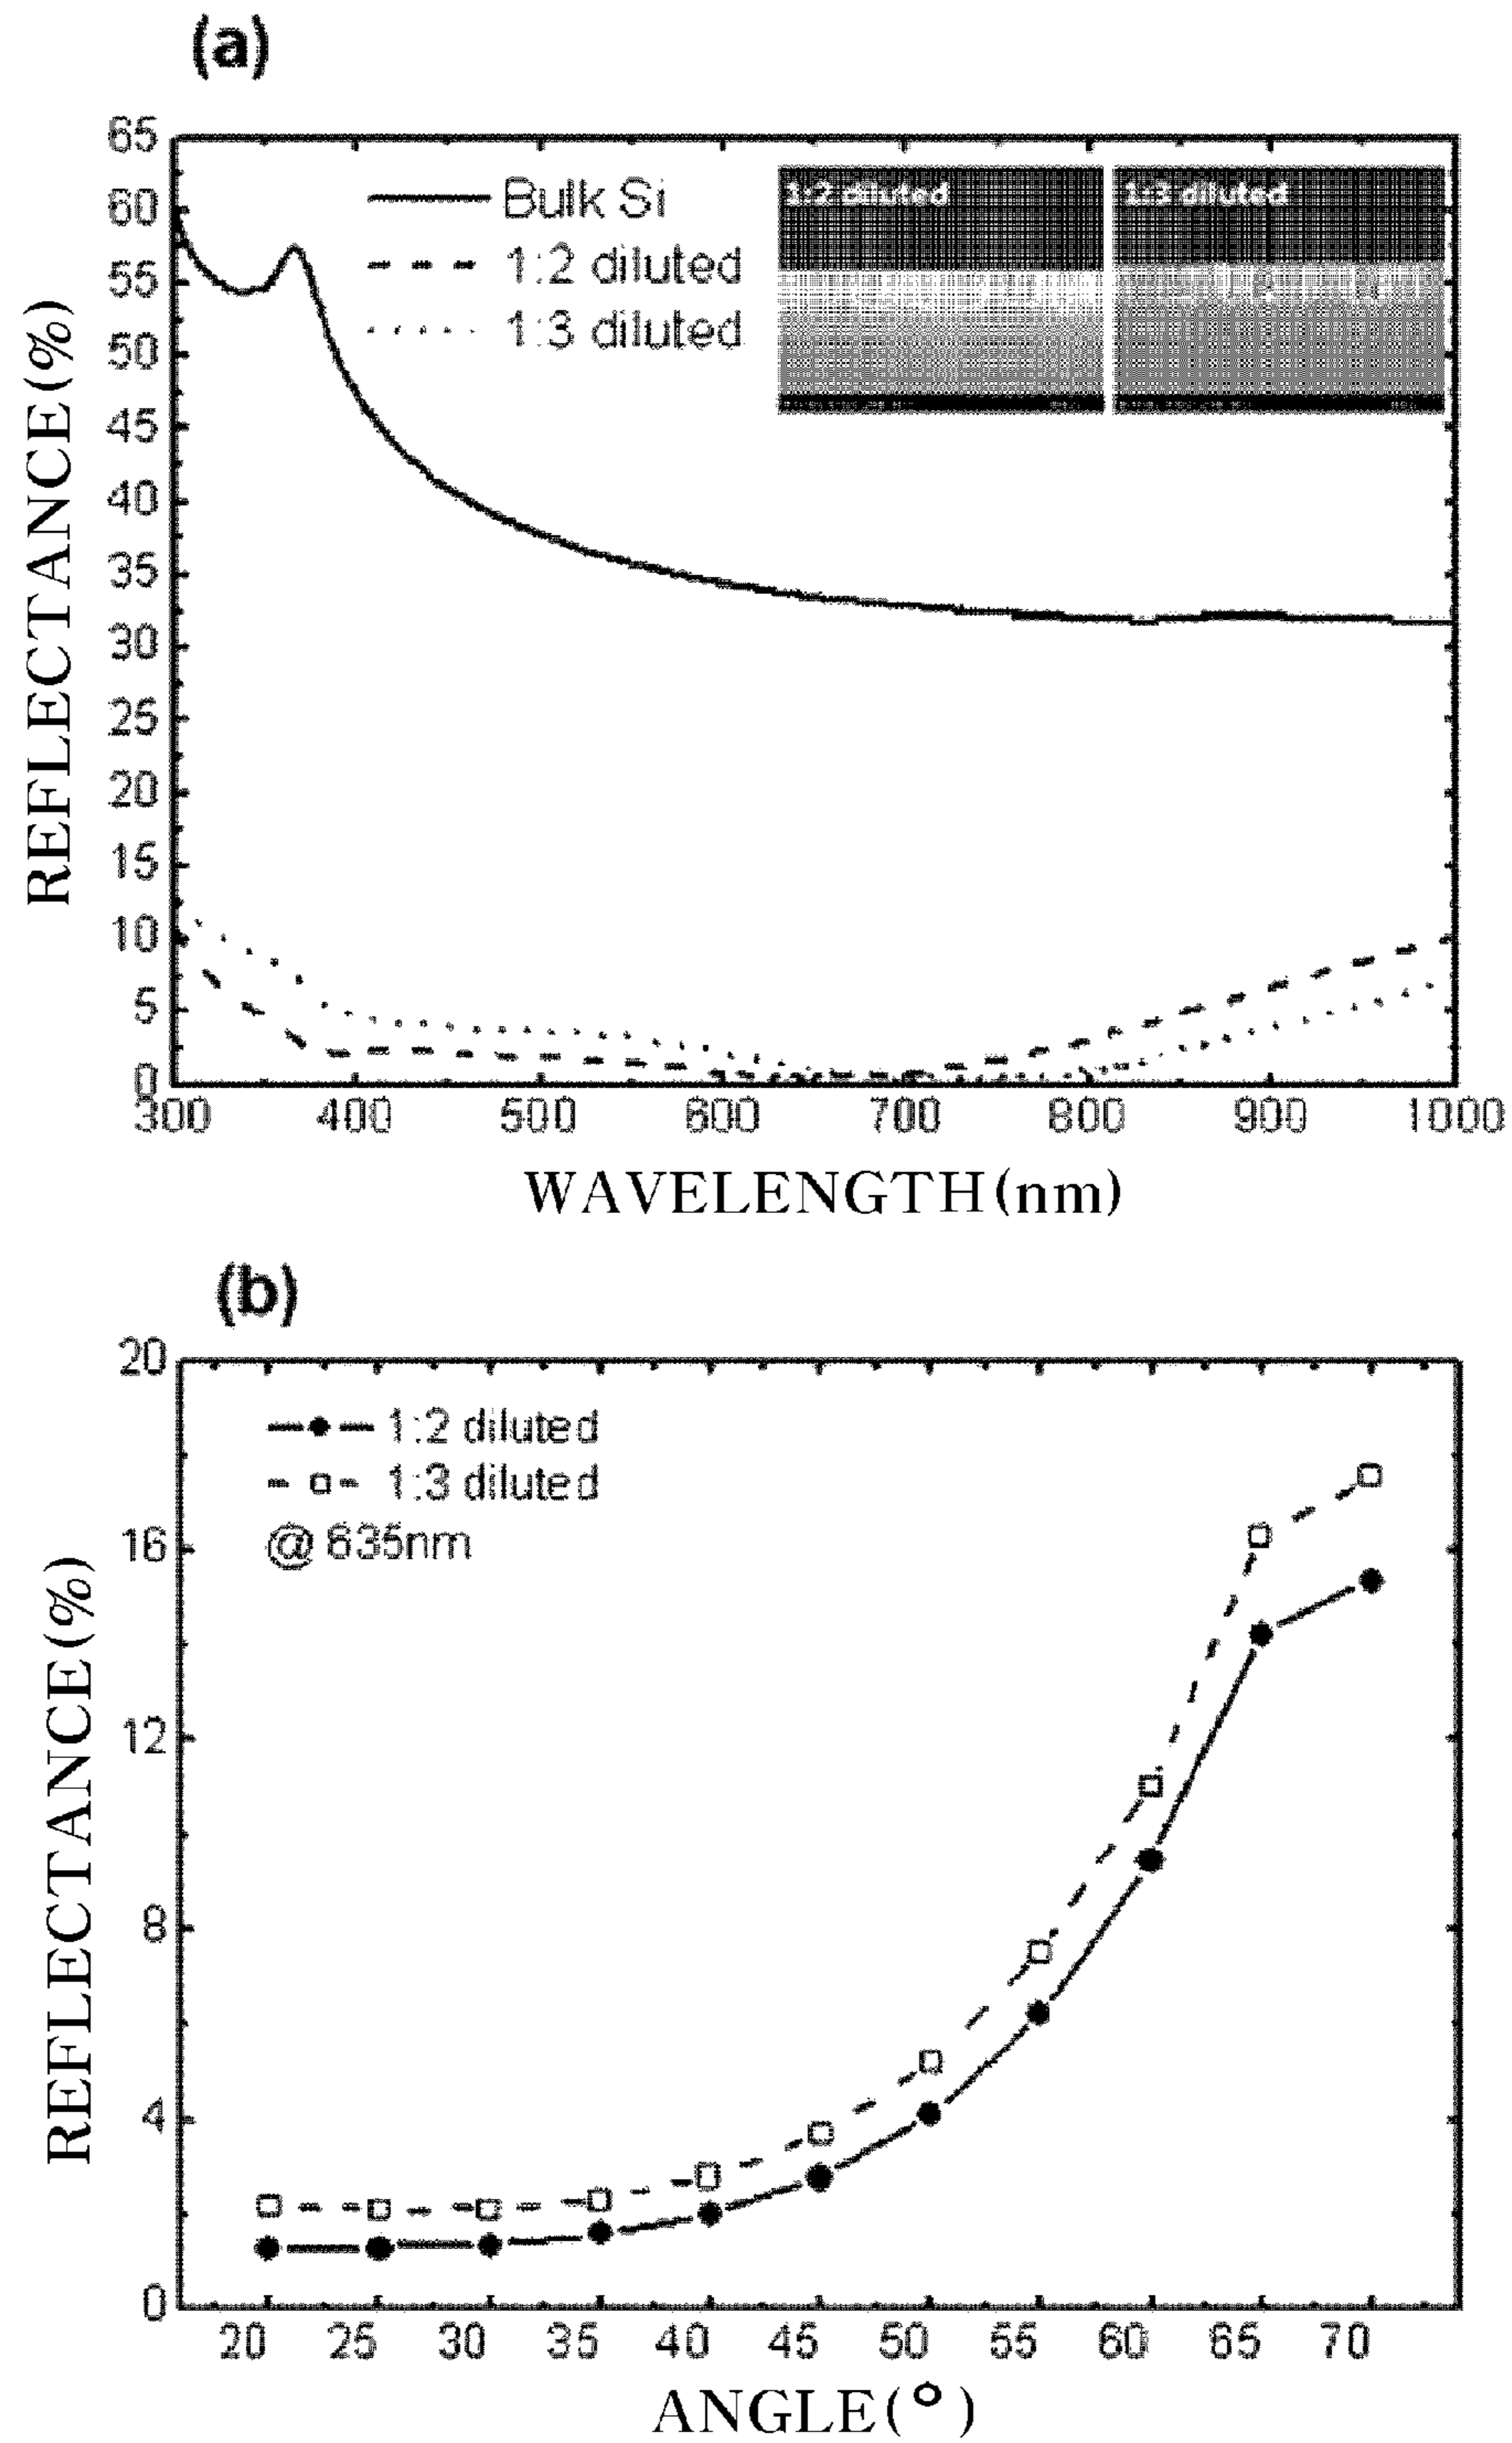 (a)
REFLECTANCE(%)
65
60
55
50
45
40
35
30
25
20
15
10
5
0
Bulk Si
1:2 diluted
1:3 diluted
1:2 diluted
1:3 diluted
300 400 500 600 700 800 900 1000
WAVELENGTH(nm)
(b)
REFLECTANCE(%)
20
16
12
8
4
0
1:2 diluted
1:3 diluted
@ 635nm
20 25 30 35 40 45 50 55 60 65 70
ANGLE(°)